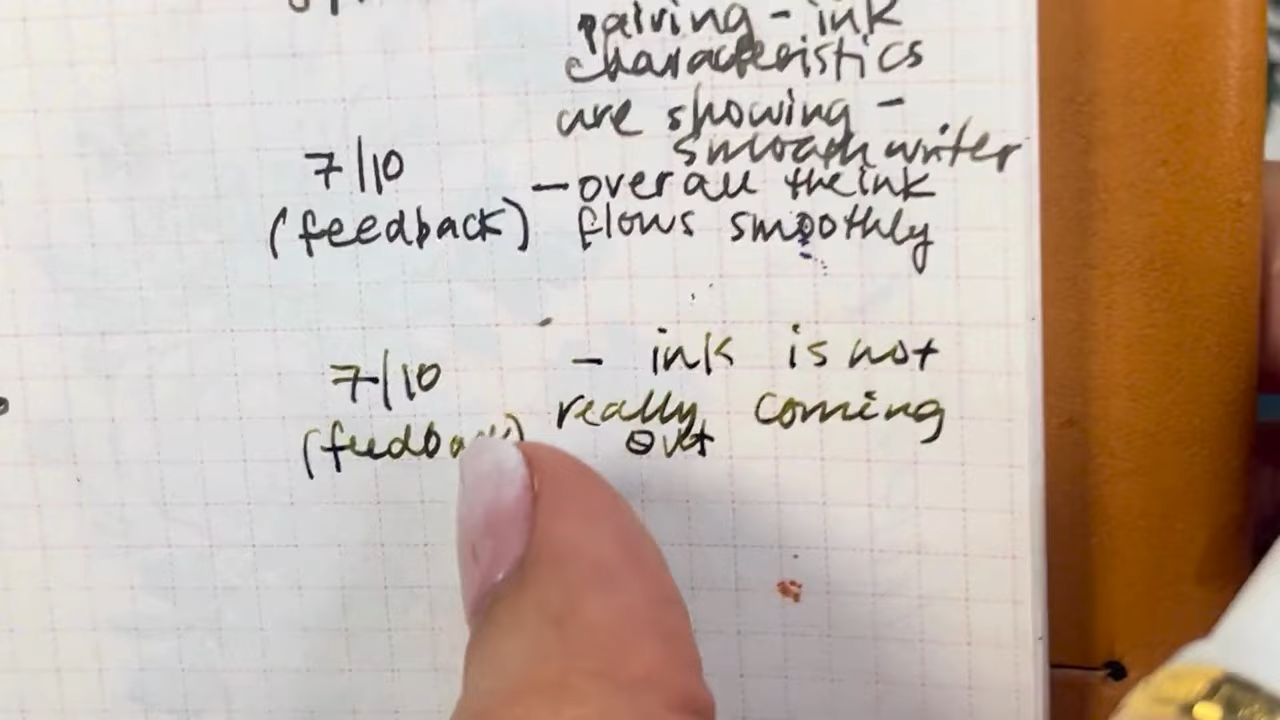 pairing - ink
characteristics
are showing -
smooth writer
7/10
(feedback)
- overall the ink
flows smoothly
7/10
(feedback)
- ink is not
really coming
out